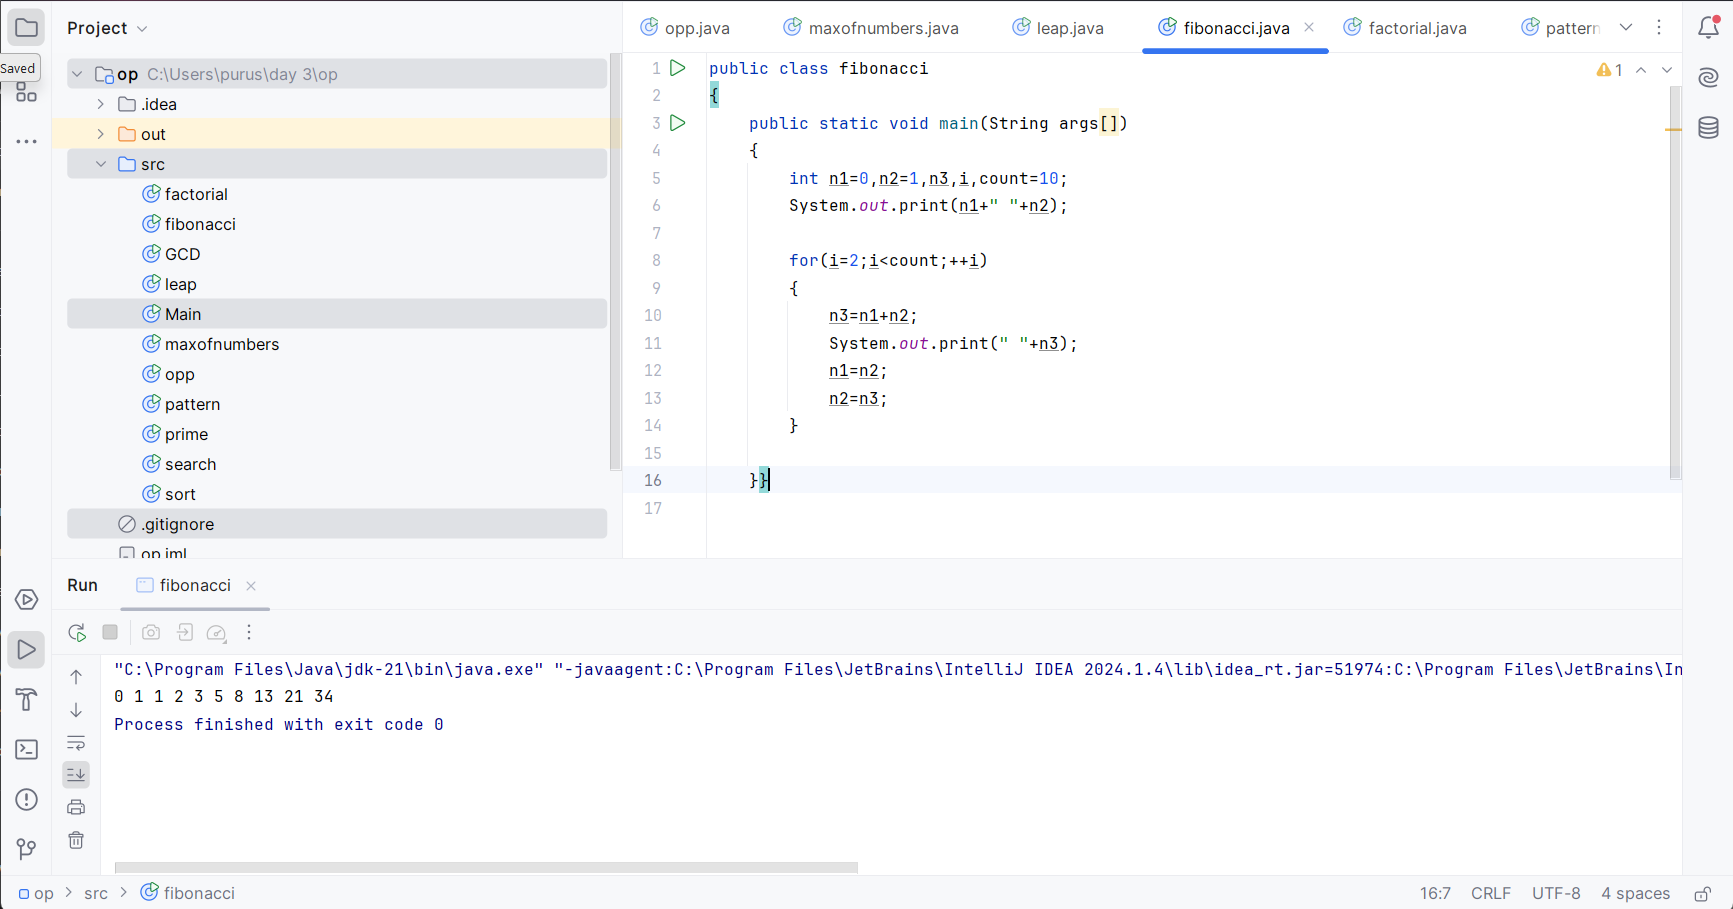 Project
Saved
op C:\Users\purus\day 3\op
.idea
out
src
factorial
fibonacci
GCD
leap
Main
maxofnumbers
opp
pattern
prime
search
sort
.gitignore
op.iml
opp.java maxofnumbers.java leap.java fibonacci.java factorial.java pattern
1 public class fibonacci
2 {
3 public static void main(String args[])
4 {
5 int n1=0,n2=1,n3,i,count=10;
6 System.out.print(n1+" "+n2);
7
8 for(i=2;i<count;++i)
9 {
10 n3=n1+n2;
11 System.out.print(" "+n3);
12 n1=n2;
13 n2=n3;
14 }
15
16 }}
17
1
Run fibonacci
"C:\Program Files\Java\jdk-21\bin\java.exe" "-javaagent:C:\Program Files\JetBrains\IntelliJ IDEA 2024.1.4\lib\idea_rt.jar=51974:C:\Program Files\JetBrains\In
0 1 1 2 3 5 8 13 21 34
Process finished with exit code 0
op > src > fibonacci
16:7 CRLF UTF-8 4 spaces